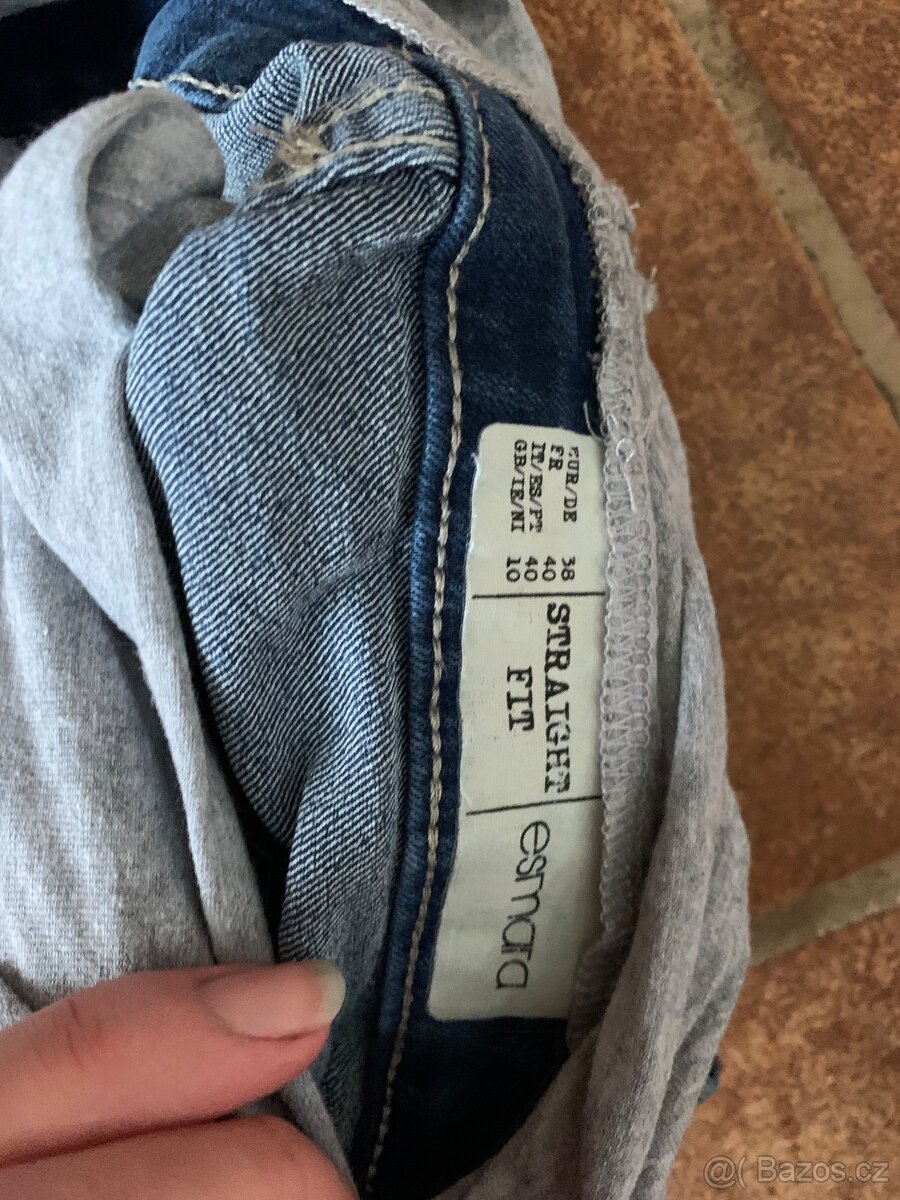 EUR/DE 38
FR 40
IT/ES/PT 40
GB/IE/NI 10
STRAIGHT
FIT
esmara
@( Bazos.cz